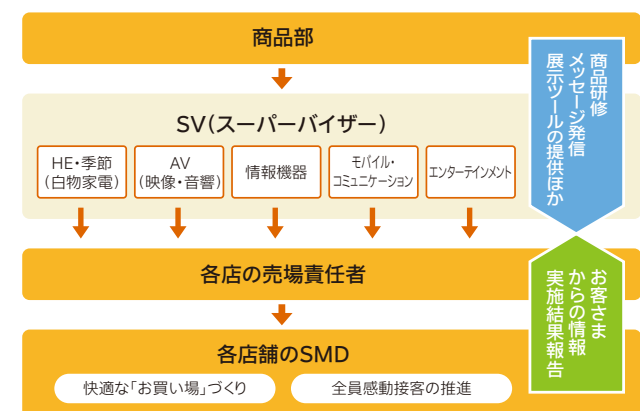 商品部
SV(スーパーバイザー)
HE・季節
(白物家電)
AV
(映像・音響)
情報機器
モバイル・
コミュニケーション
エンターテインメント
各店の売場責任者
各店舗のSMD
快適な「お買い場」づくり
全員感動接客の推進
商品研修
メッセージ発信
展示ツールの提供ほか
お客さま
からの情報
実施結果報告